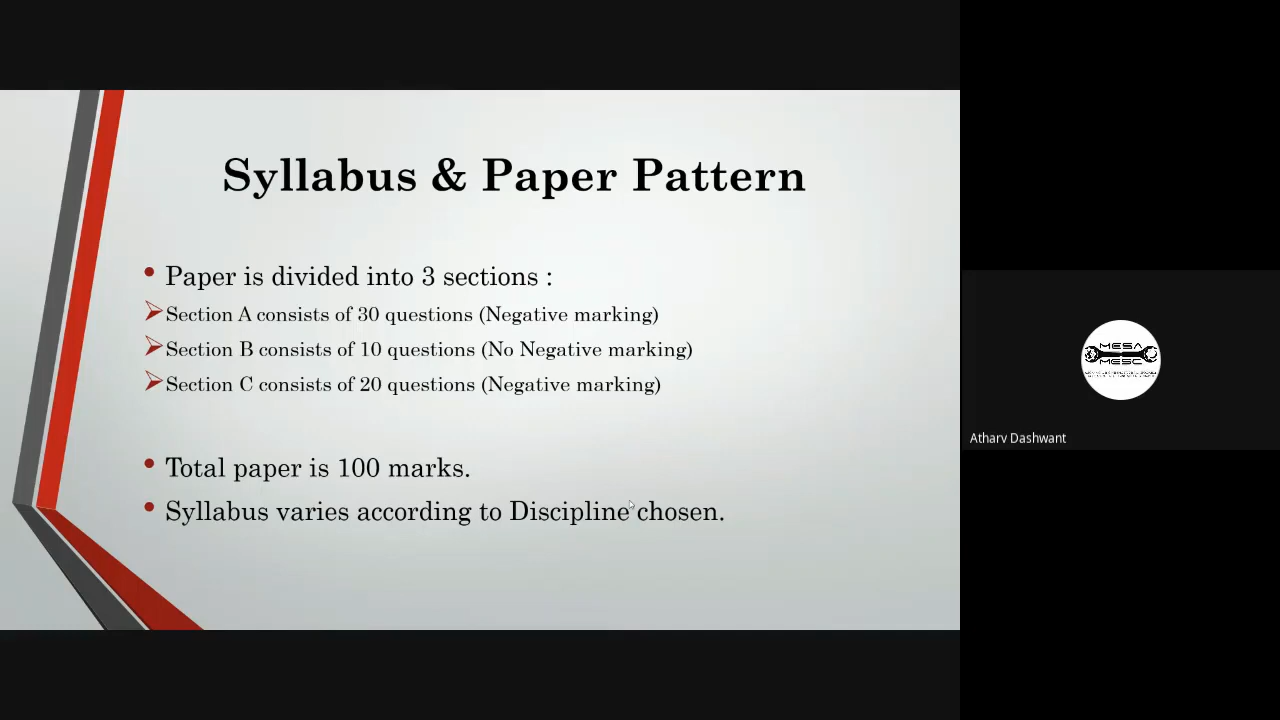 Syllabus & Paper Pattern
• Paper is divided into 3 sections :
➢Section A consists of 30 questions (Negative marking)
➢Section B consists of 10 questions (No Negative marking)
➢Section C consists of 20 questions (Negative marking)
• Total paper is 100 marks.
• Syllabus varies according to Discipline chosen.
MESA
MESC
Atharv Dashwant